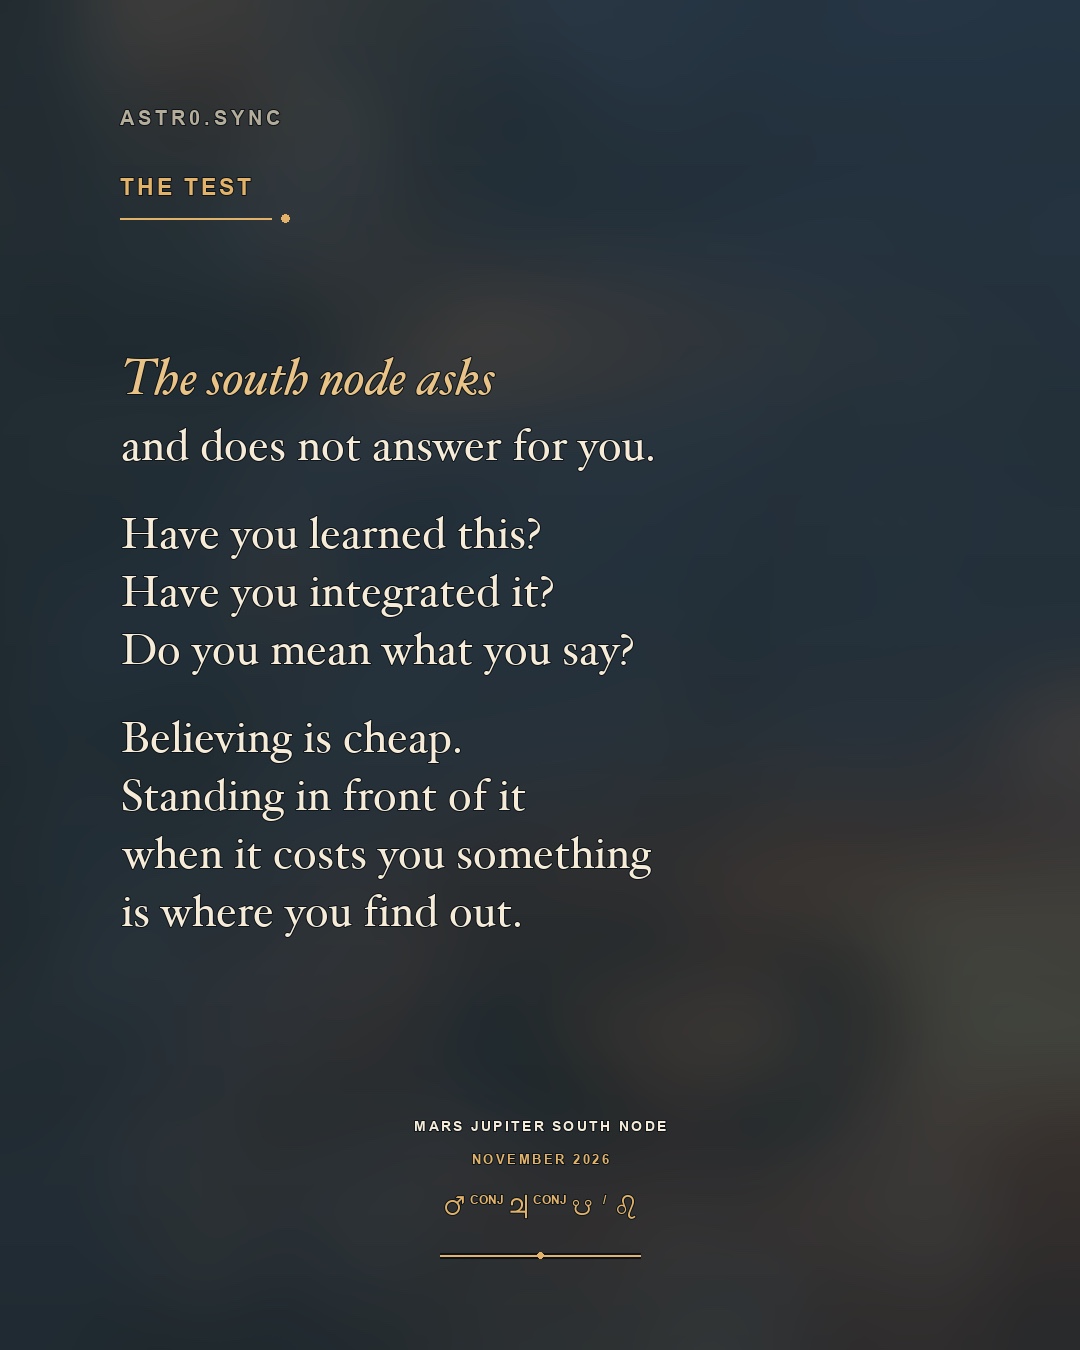 ASTR0.SYNC
THE TEST
The south node asks
and does not answer for you.
Have you learned this?
Have you integrated it?
Do you mean what you say?
Believing is cheap.
Standing in front of it
when it costs you something
is where you find out.
MARS JUPITER SOUTH NODE
NOVEMBER 2026
♂ CONJ ♃ CONJ ☋ / ♌